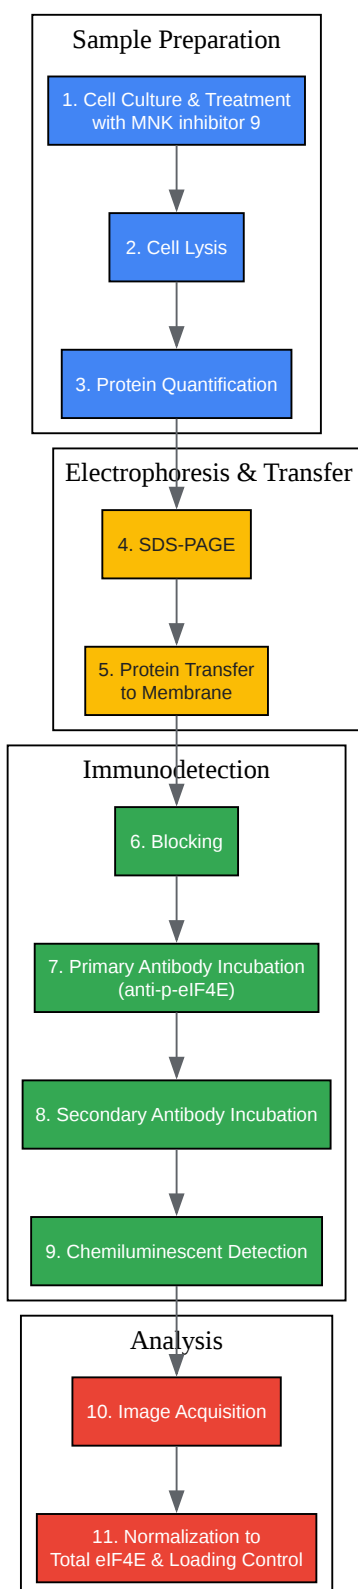 Sample Preparation
1. Cell Culture & Treatment
with MNK inhibitor 9
2. Cell Lysis
3. Protein Quantification
Electrophoresis & Transfer
4. SDS-PAGE
5. Protein Transfer
to Membrane
Immunodetection
6. Blocking
7. Primary Antibody Incubation
(anti-p-eIF4E)
8. Secondary Antibody Incubation
9. Chemiluminescent Detection
Analysis
10. Image Acquisition
11. Normalization to
Total eIF4E & Loading Control